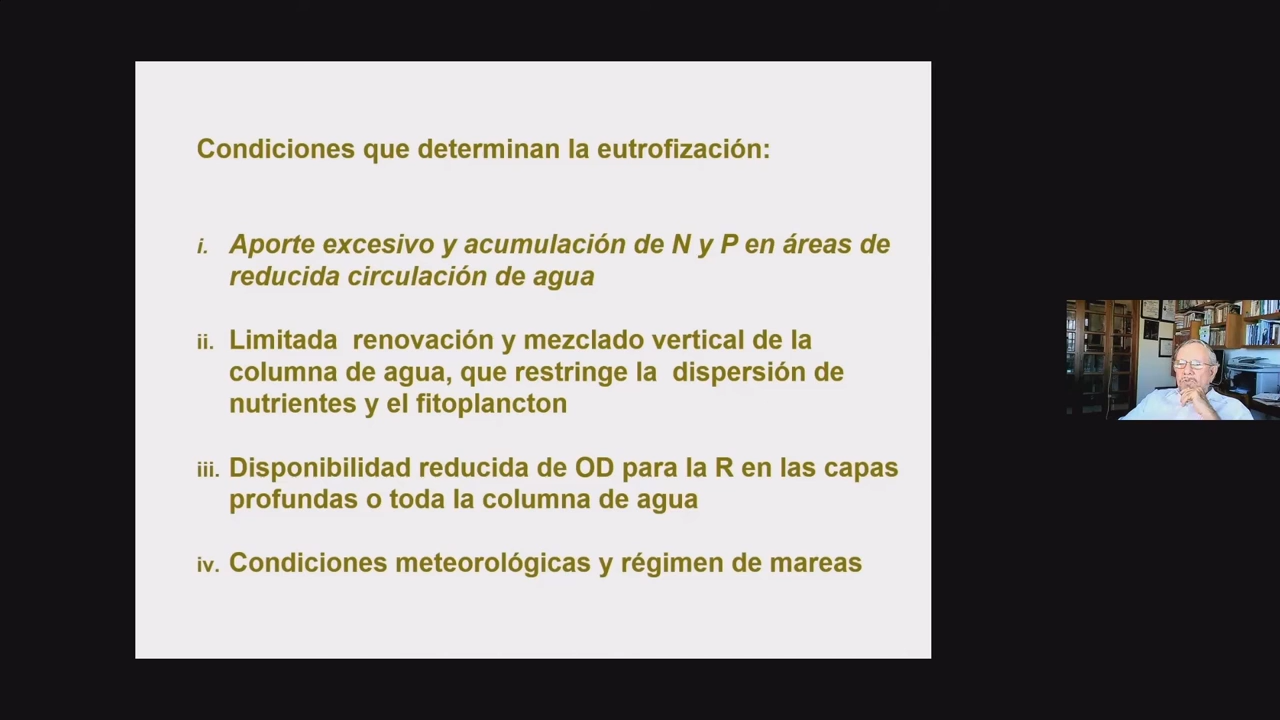 Condiciones que determinan la eutrofización:
i. Aporte excesivo y acumulación de N y P en áreas de
reducida circulación de agua
ii. Limitada renovación y mezclado vertical de la
columna de agua, que restringe la dispersión de
nutrientes y el fitoplancton
iii. Disponibilidad reducida de OD para la R en las capas
profundas o toda la columna de agua
iv. Condiciones meteorológicas y régimen de mareas